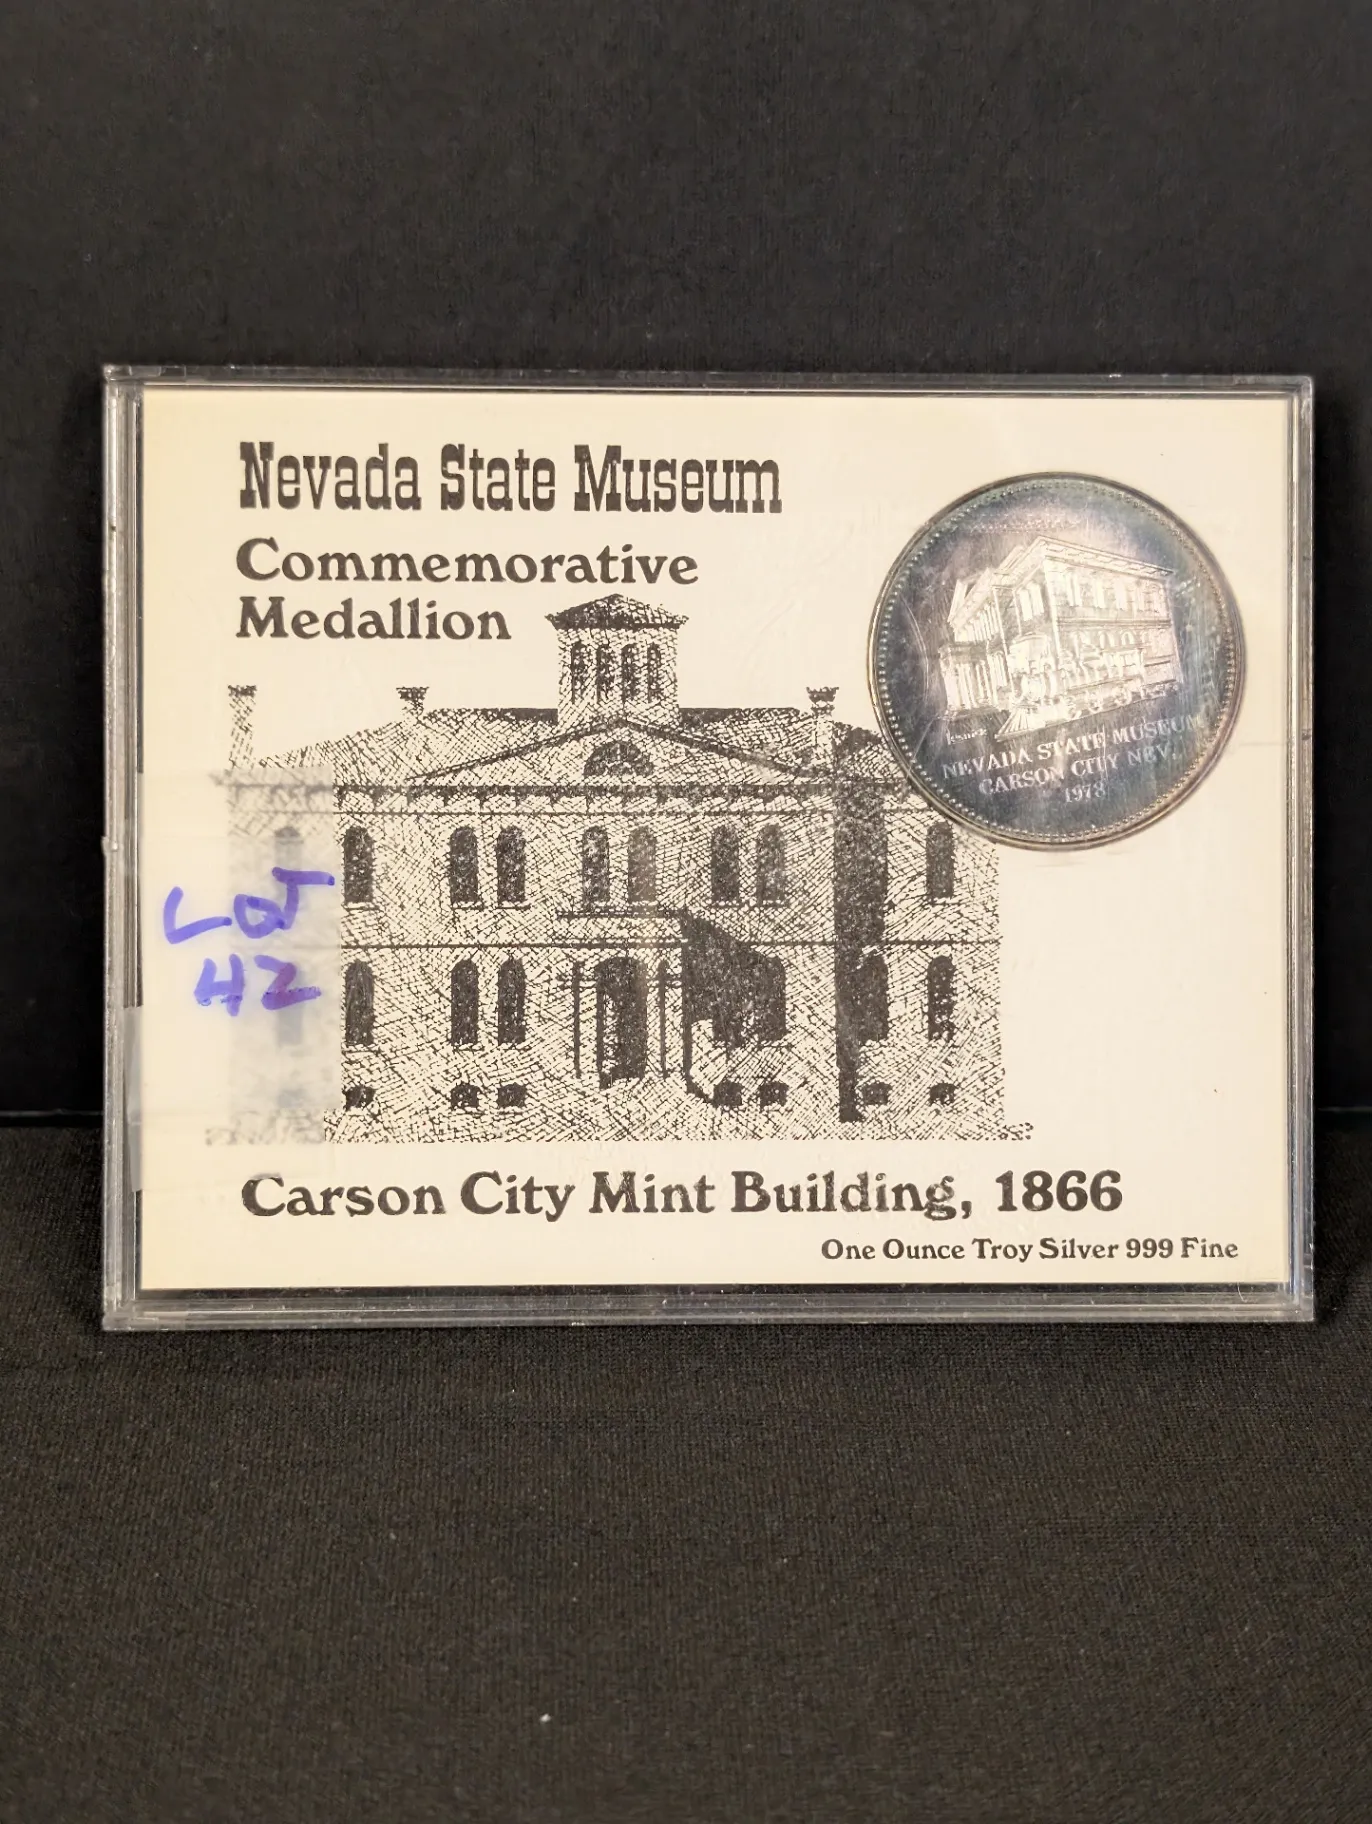 Nevada State Museum
Commemorative
Medallion
NEVADA STATE MUSEUM
CARSON CITY NEV.
1978
LOT
42
Carson City Mint Building, 1866
One Ounce Troy Silver 999 Fine